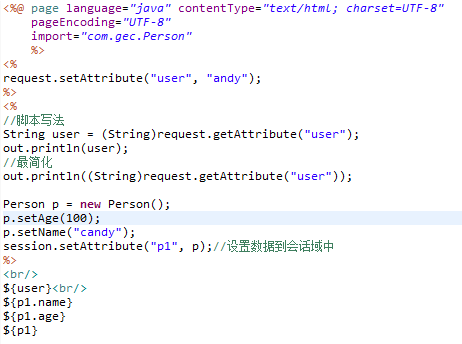 <%@ page language="java" contentType="text/html; charset=UTF-8"
pageEncoding="UTF-8"
import="com.gec.Person"
%>
<%
request.setAttribute("user", "andy");
%>
<%
//脚本写法
String user = (String)request.getAttribute("user");
out.println(user);
//最简化
out.println((String)request.getAttribute("user"));
Person p = new Person();
p.setAge(100);
p.setName("candy");
session.setAttribute("p1", p);//设置数据到会话域中
%>
<br/>
${user}<br/>
${p1.name}
${p1.age}
${p1}